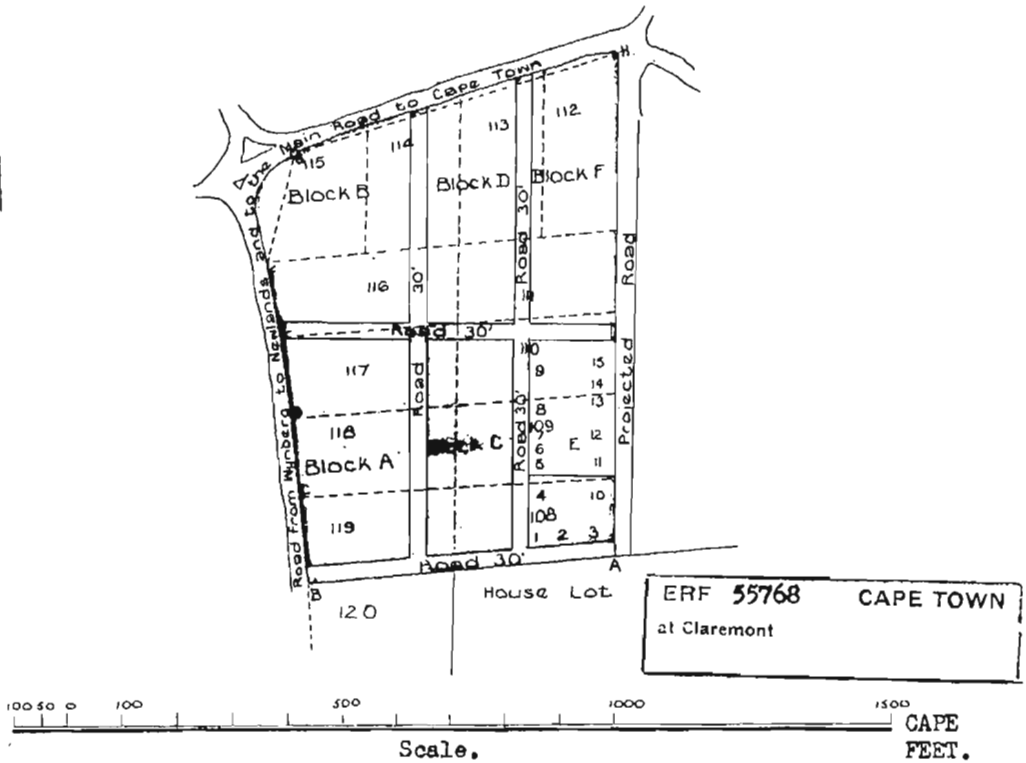 H
Road from Wynberg to Newlands and to the Main Road to Cape Town
112
113
114
115
Block B
Block D
Block F
Road 30'
30'
116
Road
Road 30'
110
117
9
15
14
13
Road
8
109
118
C
Road 30'
7
E
12
6
Projected
Block A
5
11
4
10
108
119
1 2 3
Road 30'
A
B
House Lot
120
ERF 55768 CAPE TOWN
at Claremont
100 50 0 100 500 1000 1500
CAPE
Scale.
FEET.